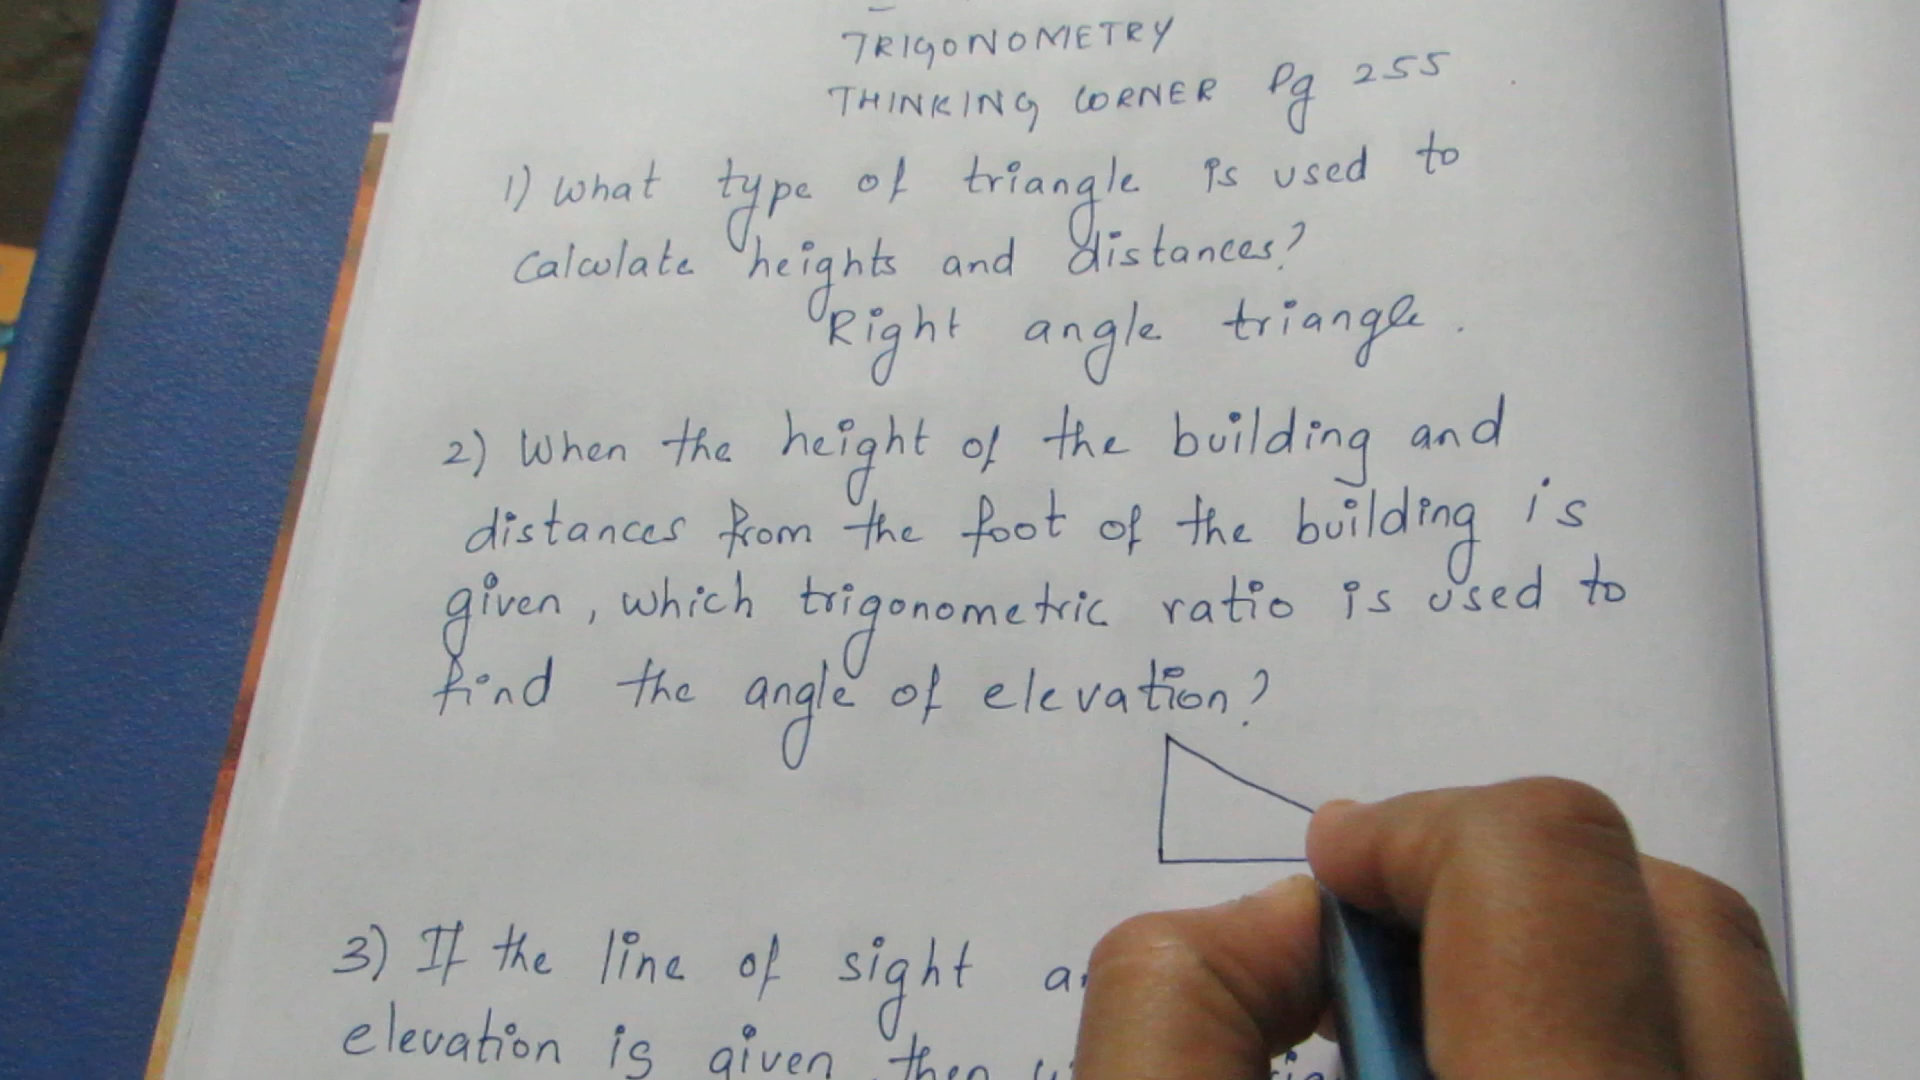 TRIGONOMETRY
THINKING CORNER Pg 255
1) What type of triangle is used to
Calculate heights and distances?
Right angle triangle.
2) When the height of the building and
distances from the foot of the building is
given, which trigonometric ratio is used to
find the angle of elevation?
3) If the line of sight
elevation is given then